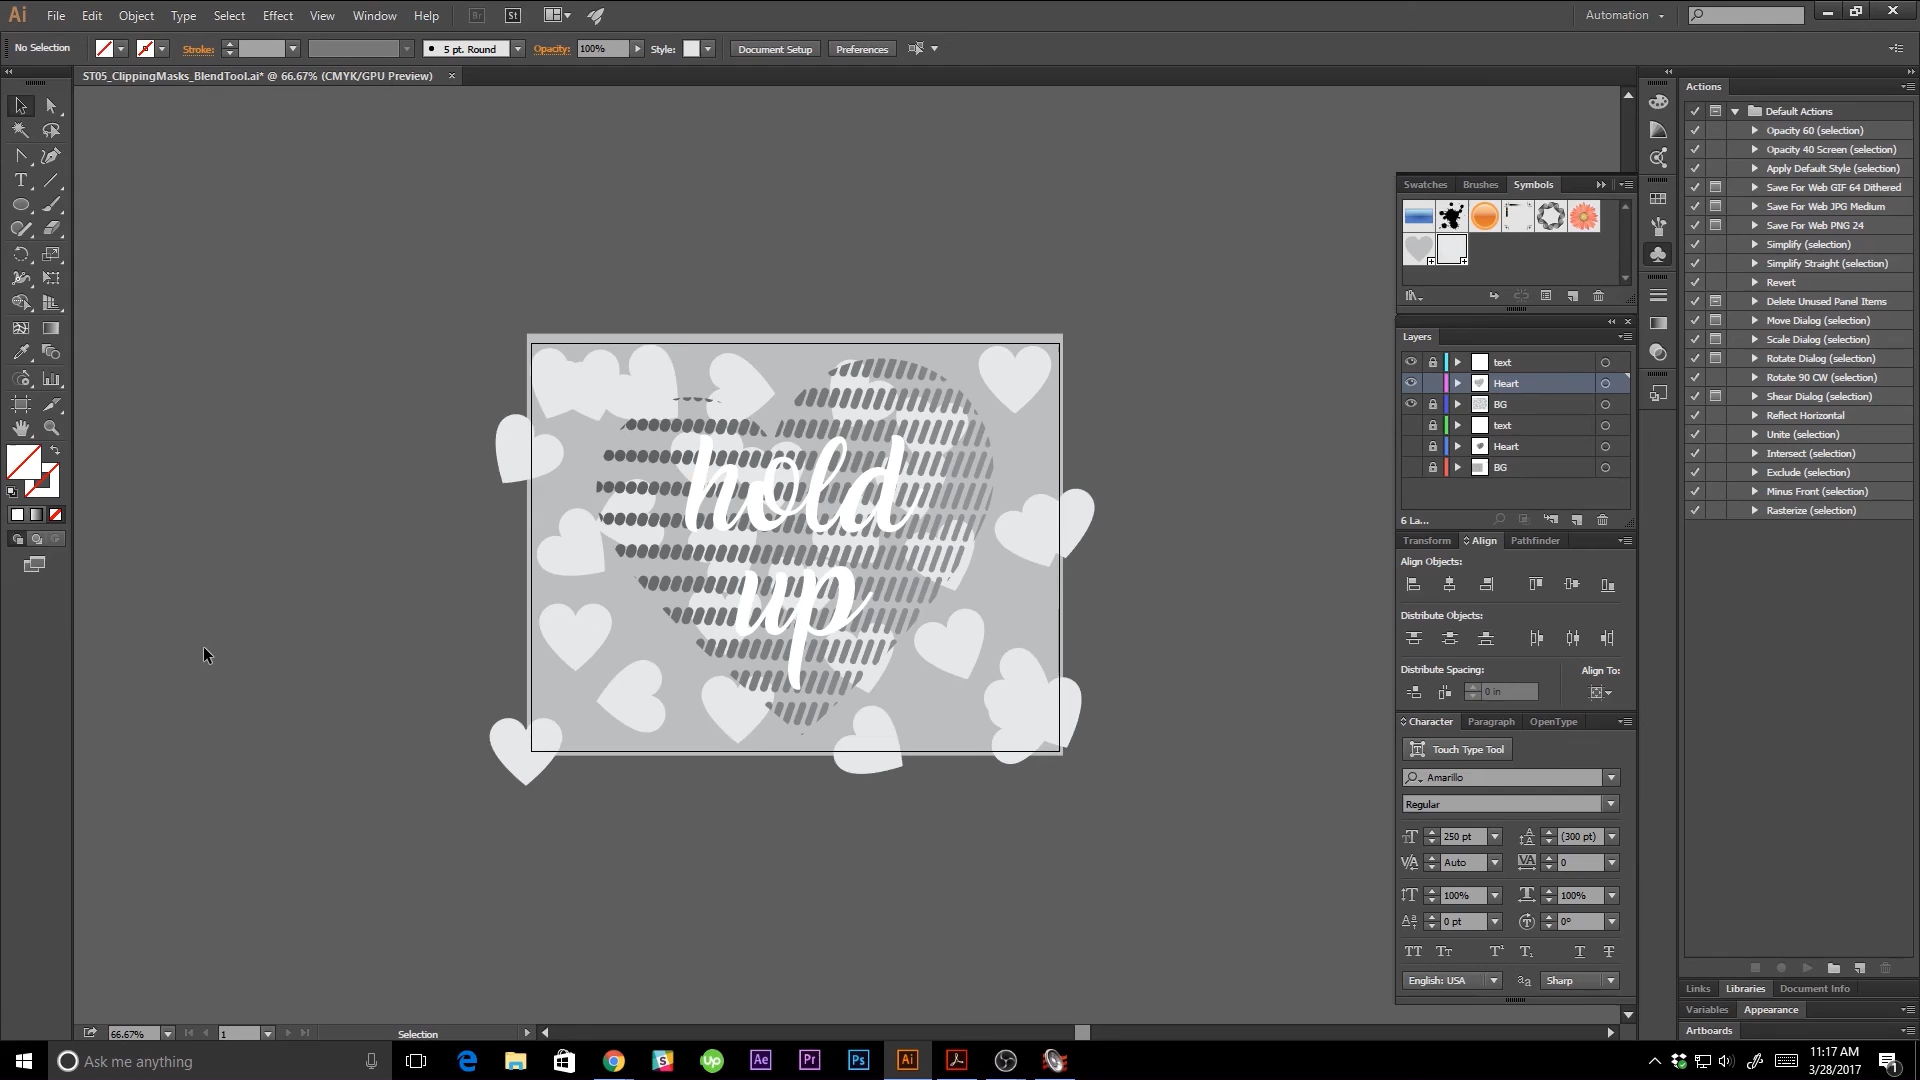 Ai File Edit Object Type Select Effect View Window Help Br St Automation
No Selection Stroke: 5 pt. Round Opacity: 100% Style: Document Setup Preferences
ST05_ClippingMasks_BlendTool.ai* @ 66.67% (CMYK/GPU Preview)
hold
up
Swatches Brushes Symbols
Layers
text
Heart
BG
text
Heart
BG
6 La...
Transform Align Pathfinder
Align Objects:
Distribute Objects:
Distribute Spacing: Align To:
0 in
Character Paragraph OpenType
Touch Type Tool
Amarillo
Regular
250 pt (300 pt)
Auto 0
100% 100%
0 pt 0°
English: USA Sharp
Actions
Default Actions
Opacity 60 (selection)
Opacity 40 Screen (selection)
Apply Default Style (selection)
Save For Web GIF 64 Dithered
Save For Web JPG Medium
Save For Web PNG 24
Simplify (selection)
Simplify Straight (selection)
Revert
Delete Unused Panel Items
Move Dialog (selection)
Scale Dialog (selection)
Rotate Dialog (selection)
Rotate 90 CW (selection)
Shear Dialog (selection)
Reflect Horizontal
Unite (selection)
Intersect (selection)
Exclude (selection)
Minus Front (selection)
Rasterize (selection)
Links Libraries Document Info
Variables Appearance
Artboards
66.67% 1 Selection
Ask me anything
Up Ae Pr Ps Ai
11:17 AM
3/28/2017
1